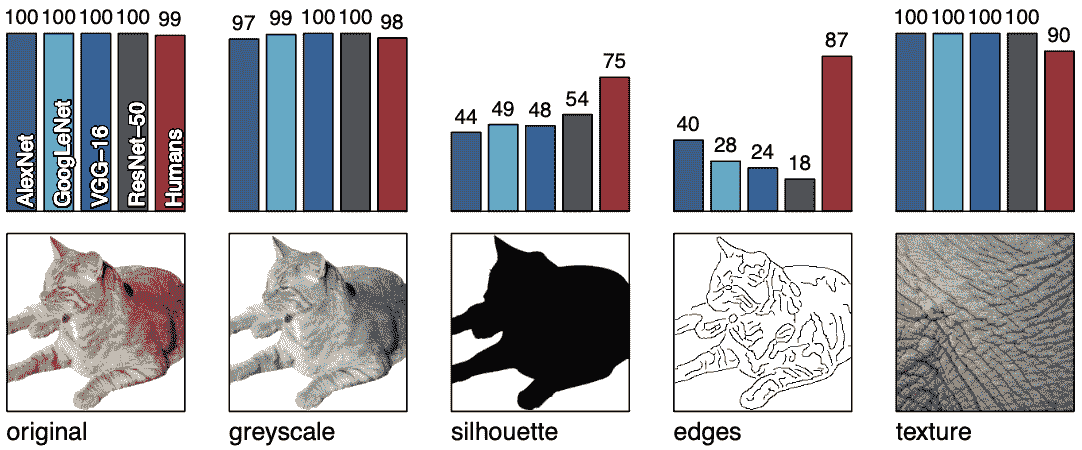 100 100 100 100 99
97 99 100 100 98
44 49 48 54 75
40 28 24 18 87
100 100 100 100 90
AlexNet
GoogLeNet
VGG−16
ResNet−50
Humans
original
greyscale
silhouette
edges
texture